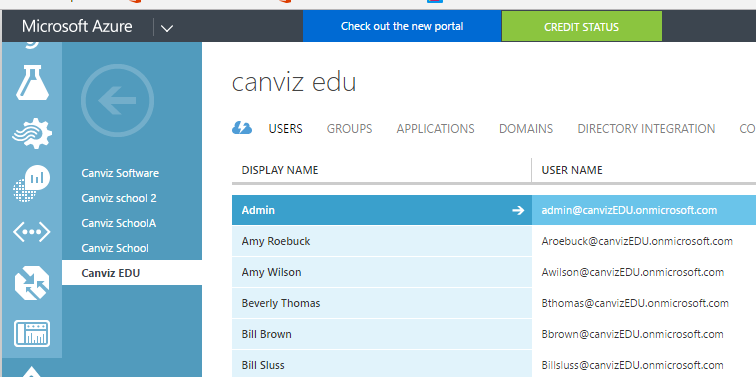 Microsoft Azure
Check out the new portal
CREDIT STATUS
canviz edu
USERS GROUPS APPLICATIONS DOMAINS DIRECTORY INTEGRATION CO
Canviz Software
Canviz school 2
Canviz SchoolA
Canviz School
Canviz EDU
DISPLAY NAME USER NAME
Admin admin@canvizEDU.onmicrosoft.com
Amy Roebuck Aroebuck@canvizEDU.onmicrosoft.com
Amy Wilson Awilson@canvizEDU.onmicrosoft.com
Beverly Thomas Bthomas@canvizEDU.onmicrosoft.com
Bill Brown Bbrown@canvizEDU.onmicrosoft.com
Bill Sluss Billsluss@canvizEDU.onmicrosoft.com